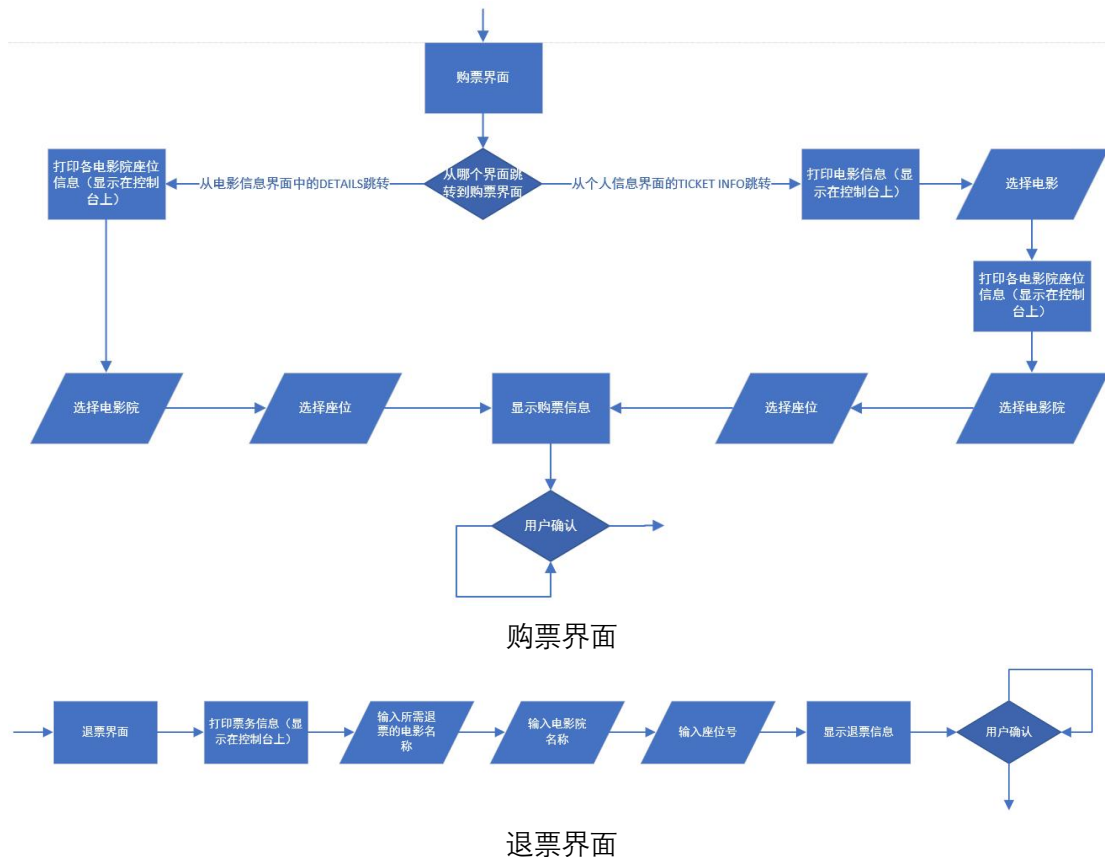 购票界面
打印各电影院座位
信息（显示在控制
台上）
从电影信息界面中的DETAILS跳转
从哪个界面跳
转到购票界面
从个人信息界面的TICKET INFO跳转
打印电影信息（显
示在控制台上）
选择电影
打印各电影院座位
信息（显示在控制
台上）
选择电影院
选择座位
显示购票信息
选择座位
选择电影院
用户确认
购票界面
退票界面
打印票务信息（显
示在控制台上）
输入所需退
票的电影名
称
输入电影院
名称
输入座位号
显示退票信息
用户确认
退票界面